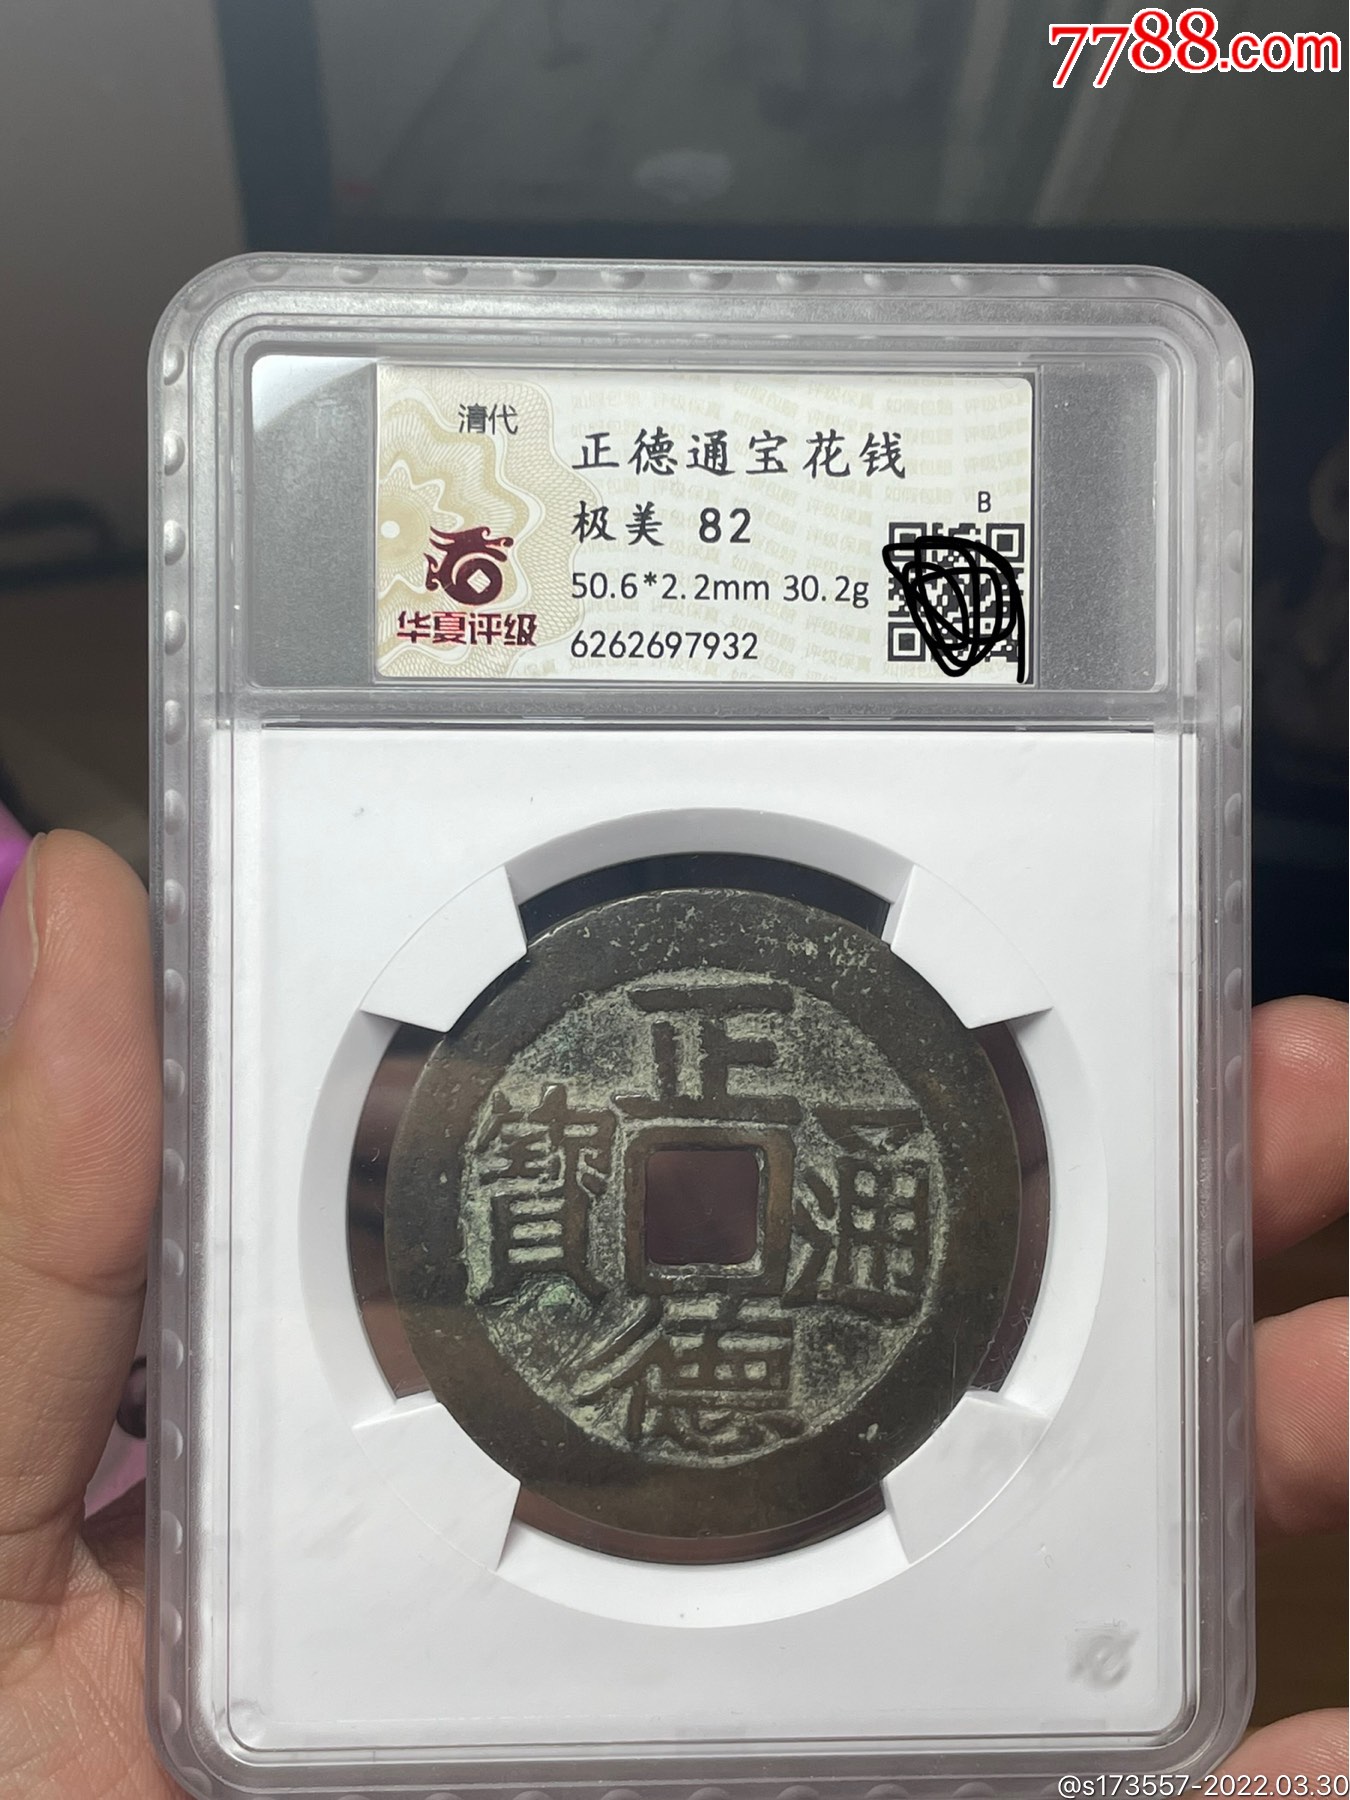 7788.com
清代
正德通宝花钱
极美 82
B
50.6*2.2mm 30.2g
华夏评级
6262697932
正
寶 通
德
@s173557-2022.03.30